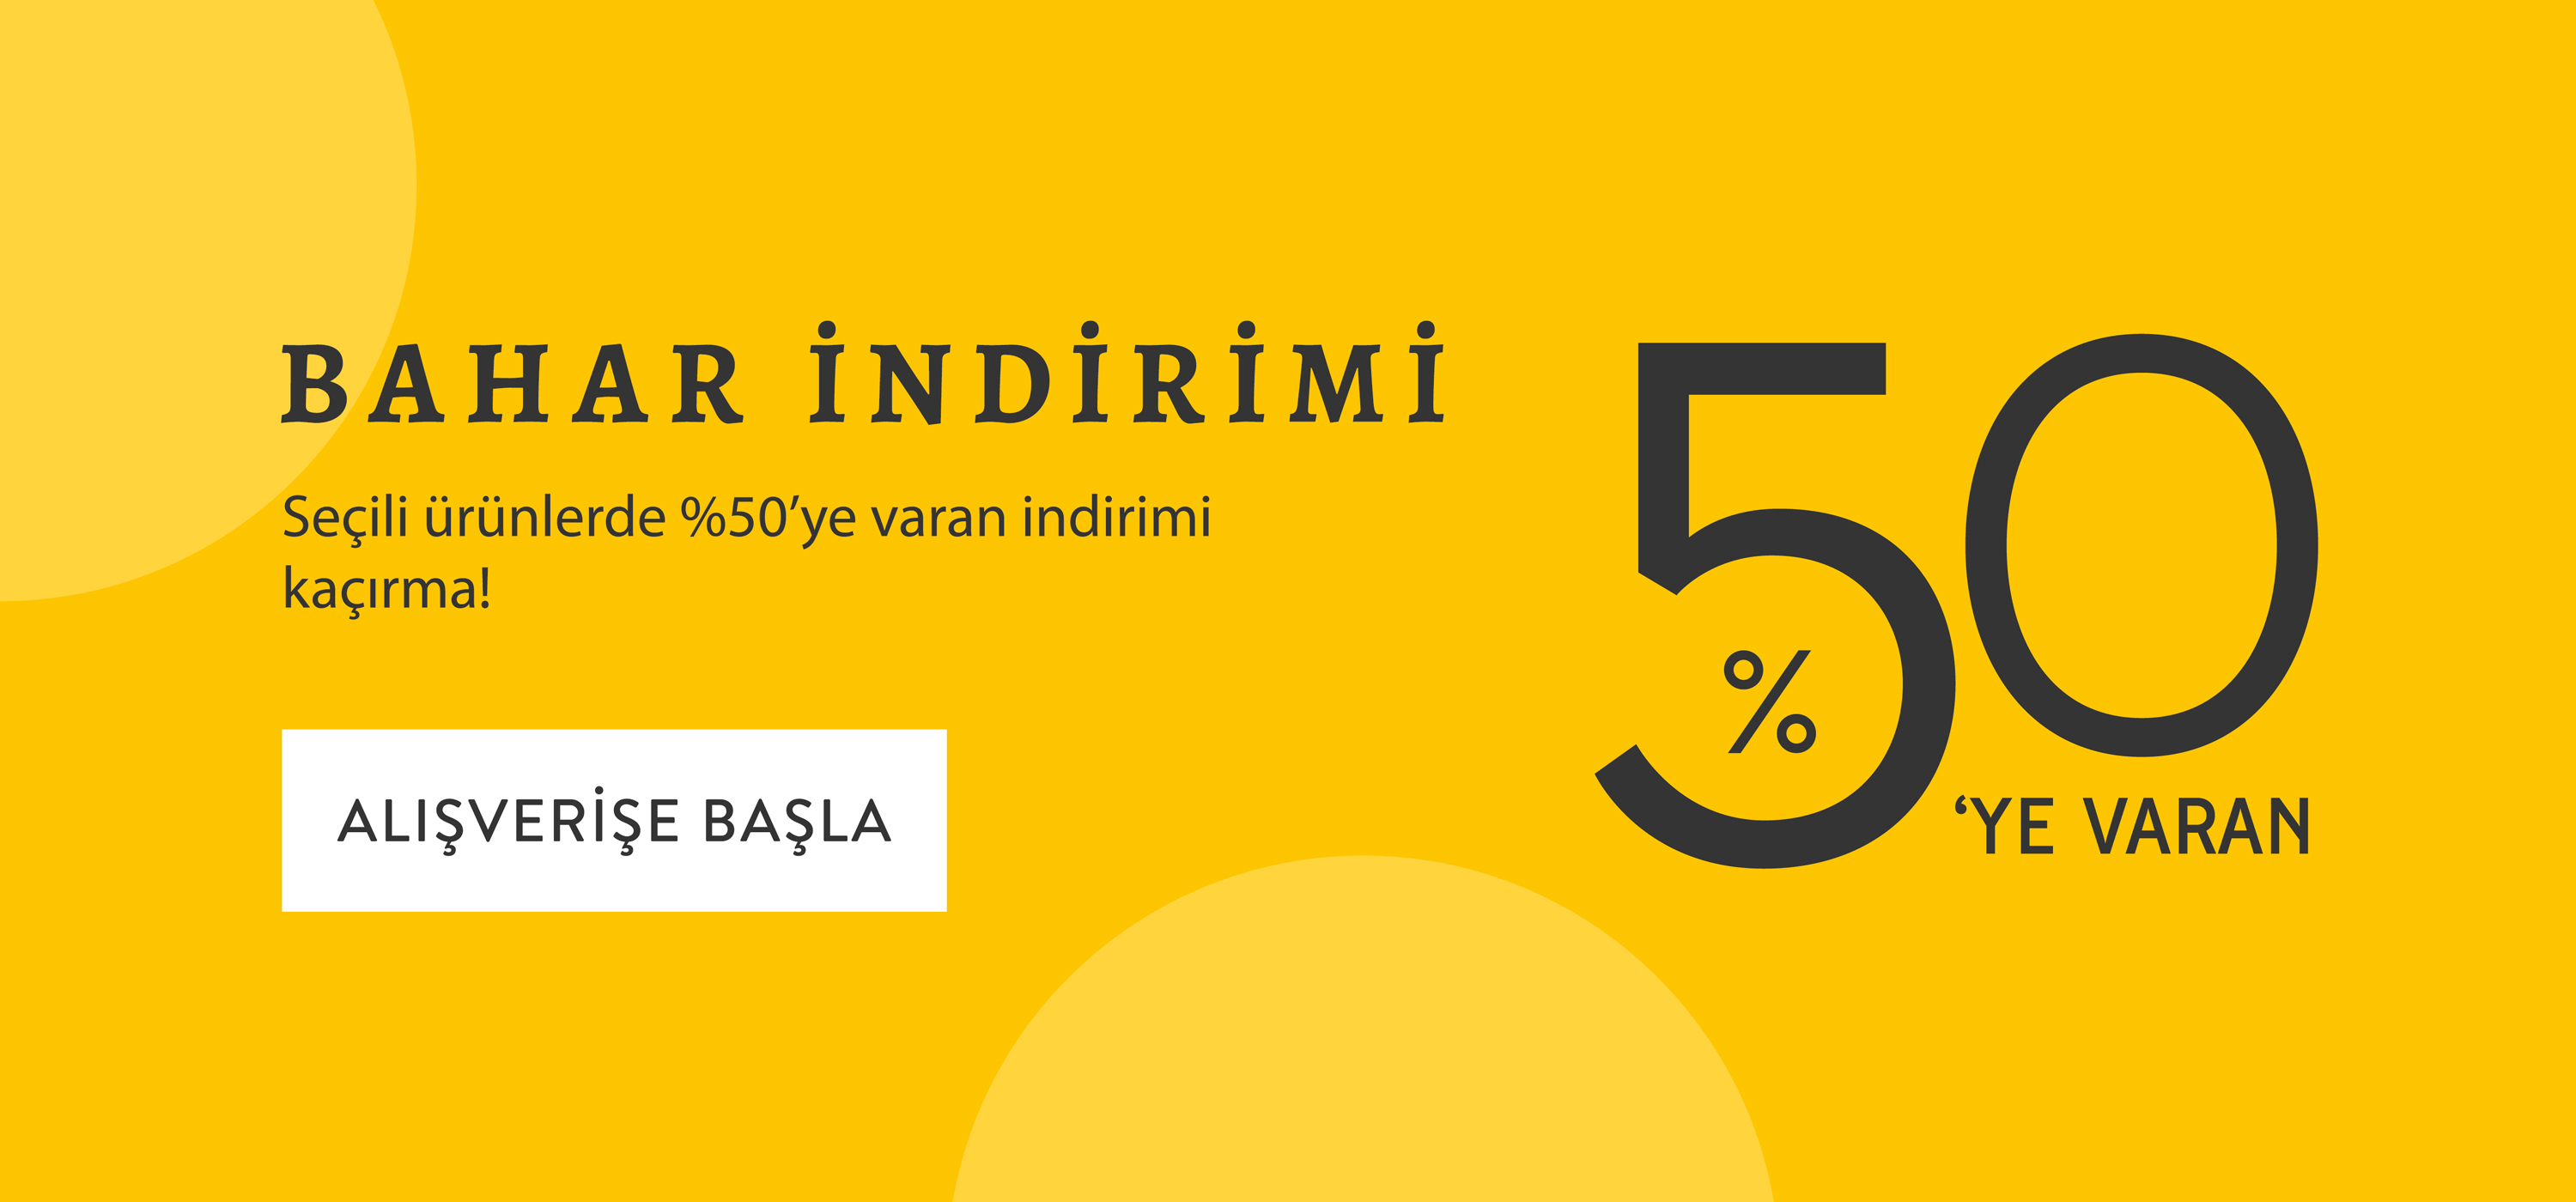 BAHAR İNDİRİMİ
Seçili ürünlerde %50’ye varan indirimi
kaçırma!
ALIŞVERİŞE BAŞLA
50
%
‘YE VARAN